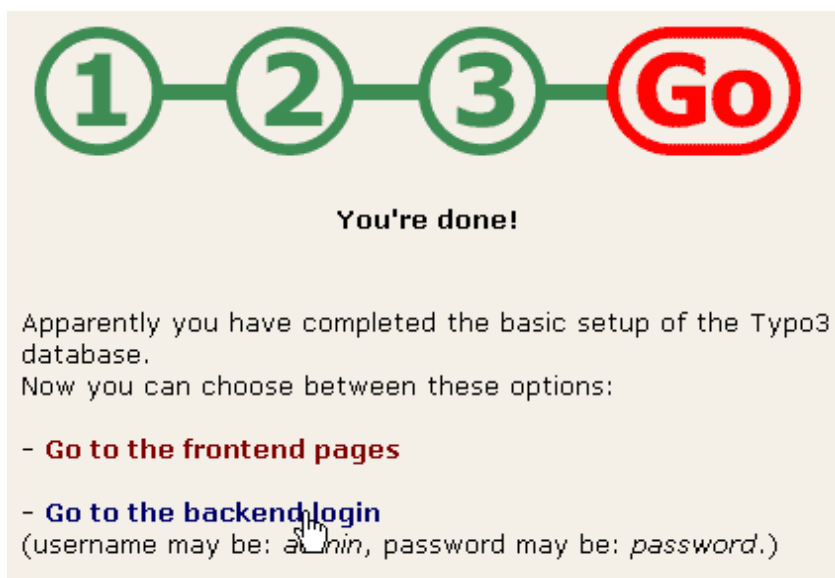 1 2 3 Go
You're done!
Apparently you have completed the basic setup of the Typo3
database.
Now you can choose between these options:
- Go to the frontend pages
- Go to the backend login
(username may be: admin, password may be: password.)